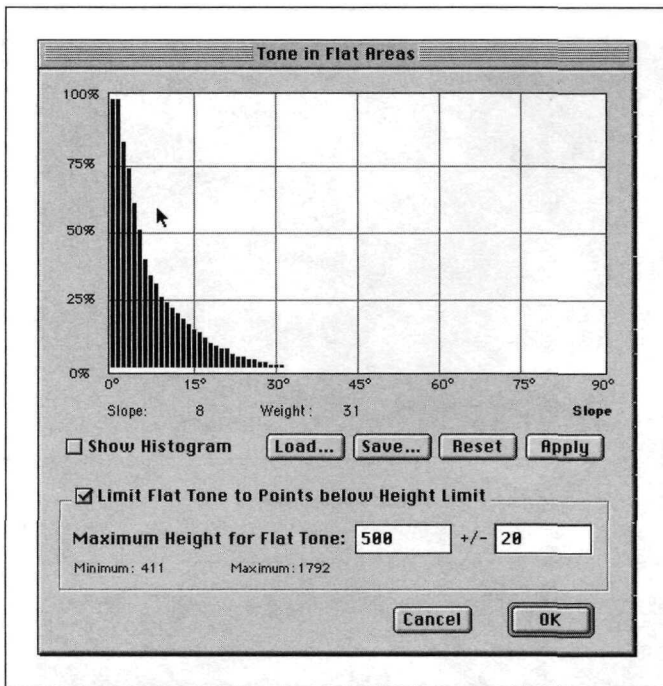 Tone in Flat Areas
100%
75%
50%
25%
0%
0° 15° 30° 45° 60° 75° 90°
Slope: 8 Weight: 31 Slope
Show Histogram Load... Save... Reset Apply
Limit Flat Tone to Points below Height Limit
Maximum Height for Flat Tone: 500 +/- 20
Minimum: 411 Maximum: 1792
Cancel OK